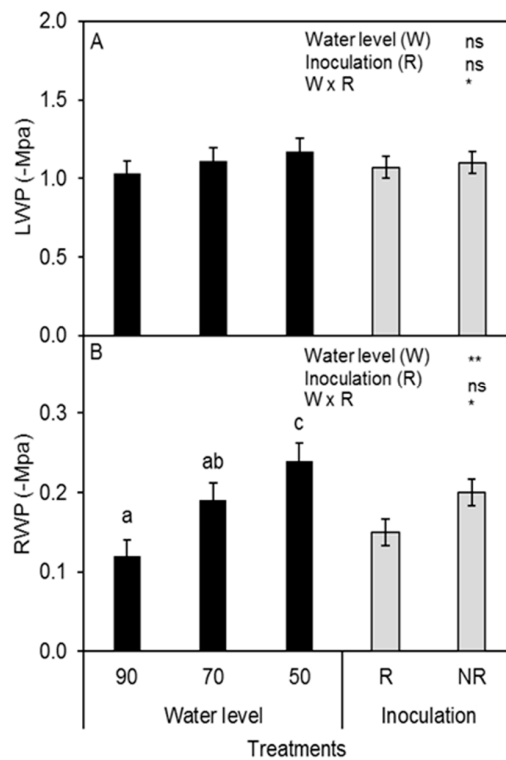 A
Water level (W) ns
Inoculation (R) ns
W x R *
2.0
1.5
1.0
0.5
0.0
LWP (-Mpa)
B
Water level (W) **
Inoculation (R) ns
W x R *
0.3
0.2
0.1
0.0
RWP (-Mpa)
a
ab
c
90 70 50 R NR
Water level Inoculation
Treatments